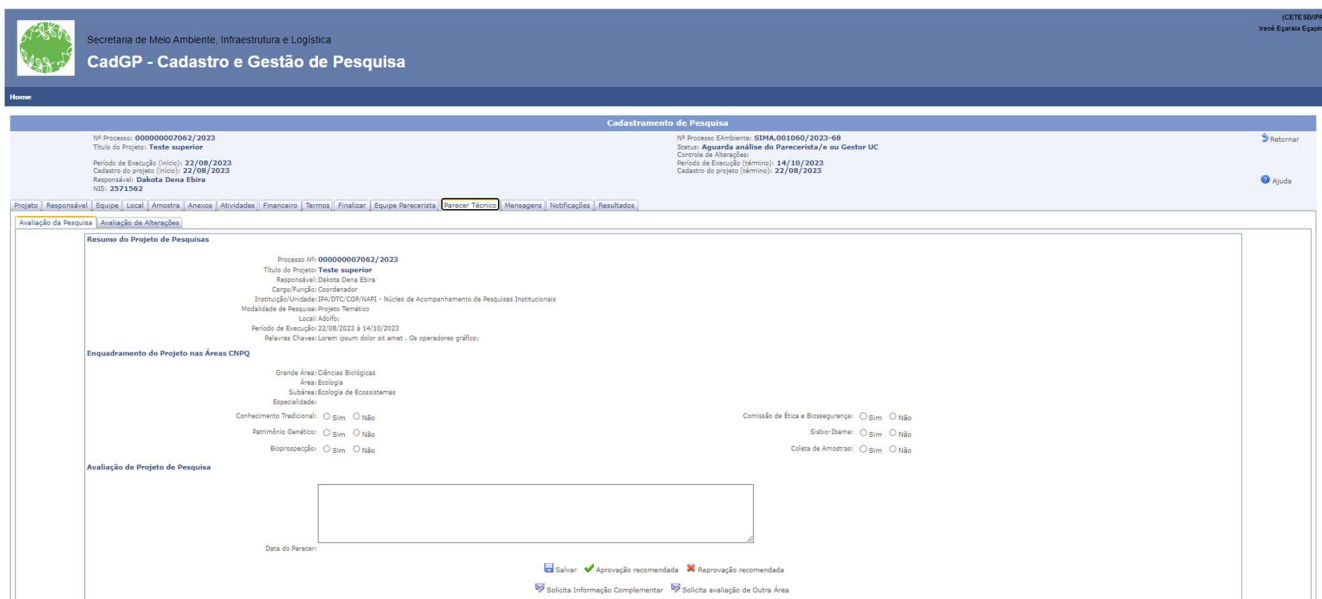 (CETESB/IPA
Secretaria de Meio Ambiente, Infraestrutura e Logística
Irecê Egaraia Egapir
CadGP - Cadastro e Gestão de Pesquisa
Home
Cadastramento de Pesquisa
Nº Processo: 000000007062/2023
Título do Projeto: Teste superior
Período de Execução (início): 22/08/2023
Cadastro do projeto (início): 22/08/2023
Responsável: Dakota Dena Ebira
NIS: 2571562
Nº Processo EAmbiente: SIMA.001060/2023-68
Status: Aguarda análise do Parecerista/e ou Gestor UC
Controle de Alterações:
Período de Execução (término): 14/10/2023
Cadastro do projeto (término): 22/08/2023
Retornar
Ajuda
Projeto Responsável Equipe Local Amostra Anexos Atividades Financeiro Termos Finalizar Equipe Parecerista Parecer Técnico Mensagens Notificações Resultados
Avaliação da Pesquisa Avaliação de Alterações
Resumo do Projeto de Pesquisas
Processo Nº: 000000007062/2023
Título do Projeto: Teste superior
Responsável: Dakota Dena Ebira
Cargo/Função: Coordenador
Instituição/Unidade: IPA/DTC/CGP/NAPI - Núcleo de Acompanhamento de Pesquisas Institucionais
Modalidade de Pesquisa: Projeto Temático
Local: Adolfo;
Período de Execução: 22/08/2023 à 14/10/2023
Palavras Chaves: Lorem ipsum dolor sit amet . Os operadores gráfico;
Enquadramento do Projeto nas Áreas CNPQ
Grande Área: Ciências Biológicas
Área: Ecologia
Subárea: Ecologia de Ecossistemas
Especialidade:
Conhecimento Tradicional: Sim Não
Comissão de Ética e Biossegurança: Sim Não
Patrimônio Genético: Sim Não
Sisbio-Ibama: Sim Não
Bioprospecção: Sim Não
Coleta de Amostras: Sim Não
Avaliação de Projeto de Pesquisa
Data do Parecer:
Salvar Aprovação recomendada Reprovação recomendada
Solicita Informação Complementar Solicita avaliação de Outra Área